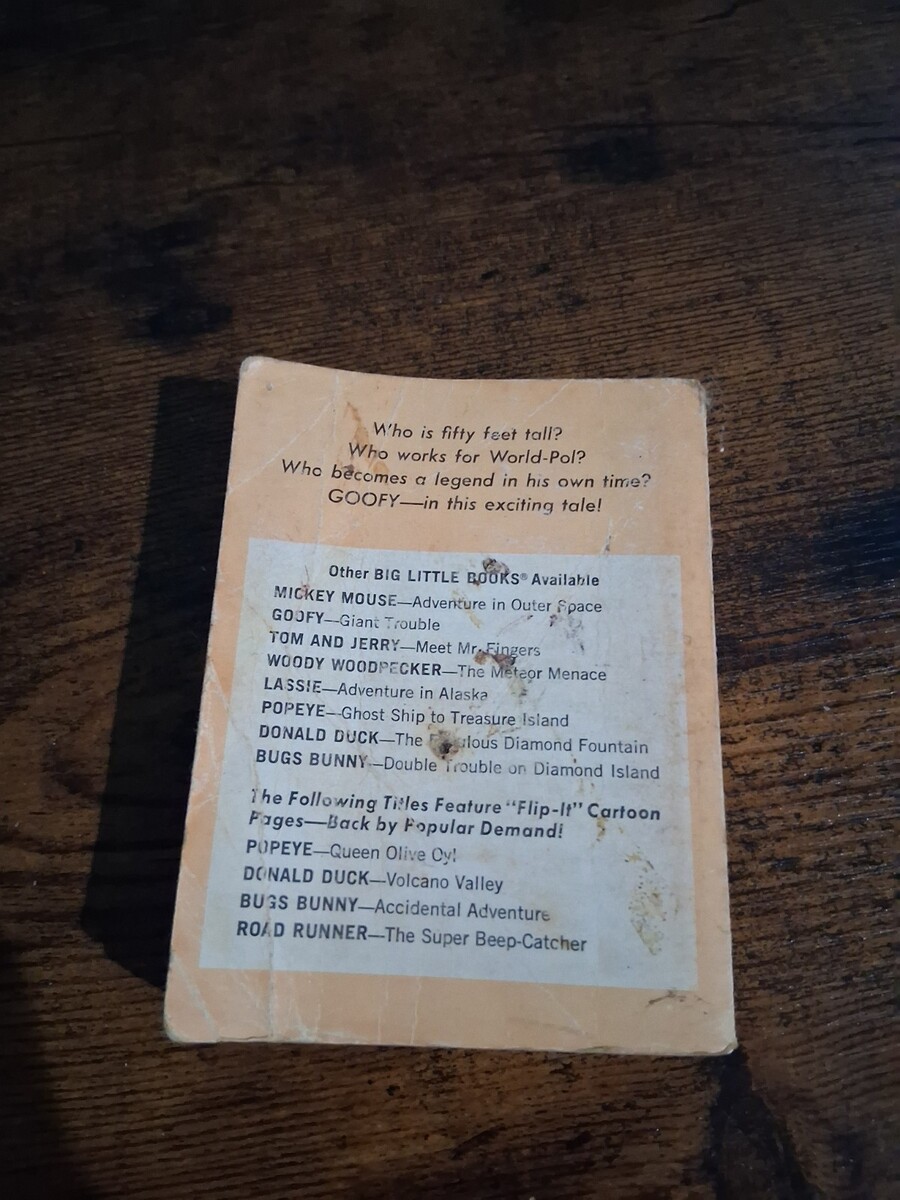 Who is fifty feet tall?
Who works for World-Pol?
Who becomes a legend in his own time?
GOOFY—in this exciting tale!
Other BIG LITTLE BOOKS® Available
MICKEY MOUSE—Adventure in Outer Space
GOOFY—Giant Trouble
TOM AND JERRY—Meet Mr. Fingers
WOODY WOODPECKER—The Meteor Menace
LASSIE—Adventure in Alaska
POPEYE—Ghost Ship to Treasure Island
DONALD DUCK—The Fabulous Diamond Fountain
BUGS BUNNY—Double Trouble on Diamond Island
The Following Titles Feature "Flip-It" Cartoon
Pages—Back by Popular Demand!
POPEYE—Queen Olive Oyl
DONALD DUCK—Volcano Valley
BUGS BUNNY—Accidental Adventure
ROAD RUNNER—The Super Beep-Catcher